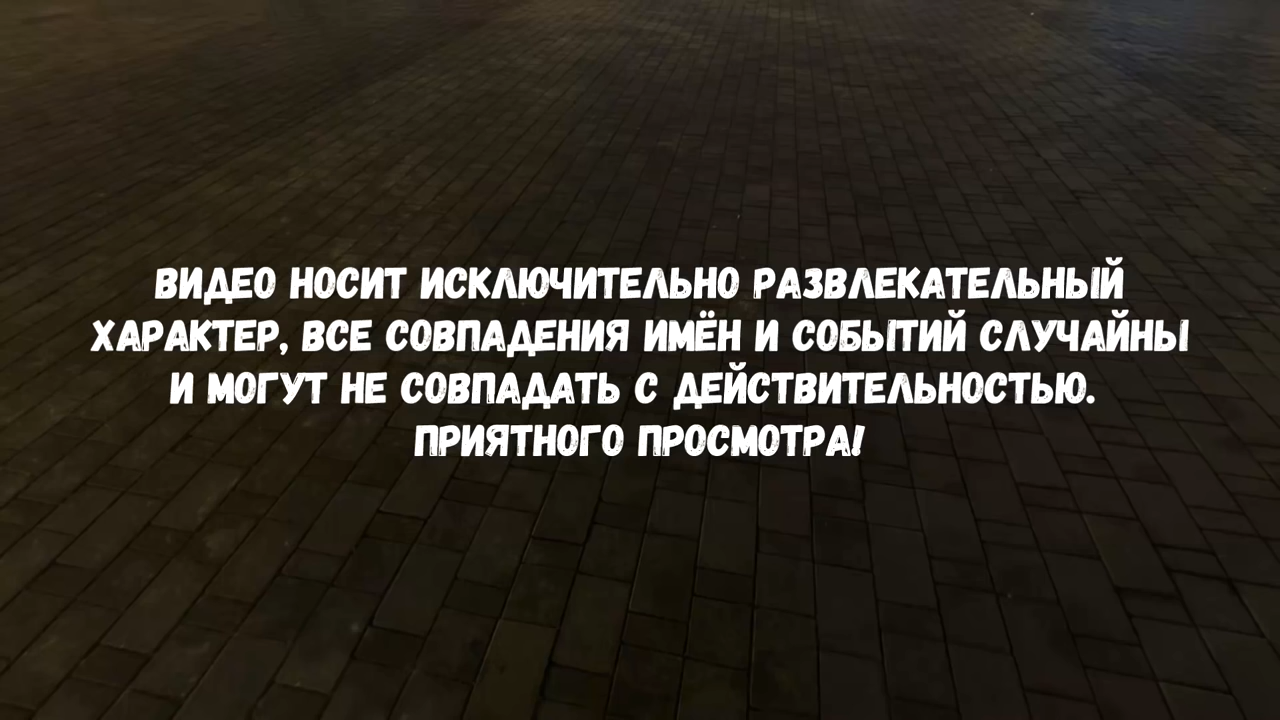 ВИДЕО НОСИТ ИСКЛЮЧИТЕЛЬНО РАЗВЛЕКАТЕЛЬНЫЙ
ХАРАКТЕР, ВСЕ СОВПАДЕНИЯ ИМЁН И СОБЫТИЙ СЛУЧАЙНЫ
И МОГУТ НЕ СОВПАДАТЬ С ДЕЙСТВИТЕЛЬНОСТЬЮ.
ПРИЯТНОГО ПРОСМОТРА!